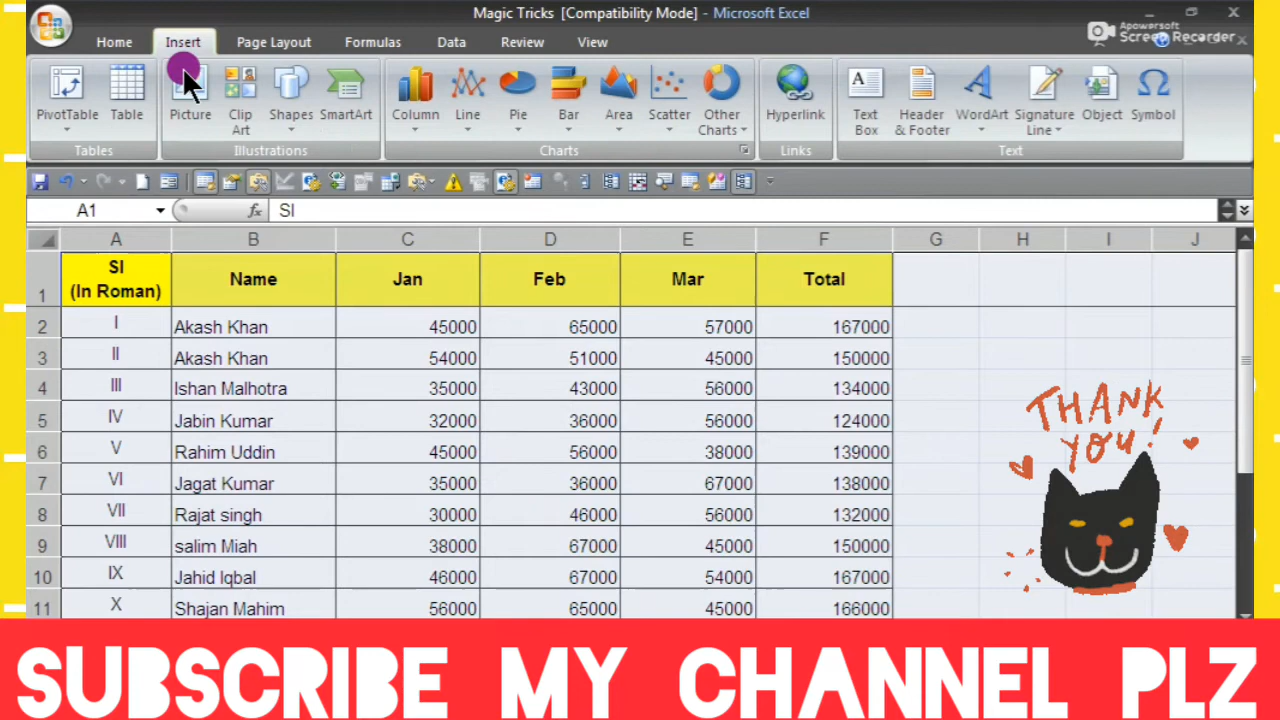 Magic Tricks [Compatibility Mode] - Microsoft Excel
Apowersoft
Screen Recorder
Home Insert Page Layout Formulas Data Review View
PivotTable Table Picture Clip Art Shapes SmartArt Column Line Pie Bar Area Scatter Other Charts Hyperlink Text Box Header & Footer WordArt Signature Line Object Symbol
Tables Illustrations Charts Links Text
A1 fx SI
A B C D E F G H I J
1 SI (In Roman) Name Jan Feb Mar Total
2 I Akash Khan 45000 65000 57000 167000
3 II Akash Khan 54000 51000 45000 150000
4 III Ishan Malhotra 35000 43000 56000 134000
5 IV Jabin Kumar 32000 36000 56000 124000
6 V Rahim Uddin 45000 56000 38000 139000
7 VI Jagat Kumar 35000 36000 67000 138000
8 VII Rajat singh 30000 46000 56000 132000
9 VIII salim Miah 38000 67000 45000 150000
10 IX Jahid Iqbal 46000 67000 54000 167000
11 X Shajan Mahim 56000 65000 45000 166000
THANK
YOU!
SUBSCRIBE MY CHANNEL PLZ